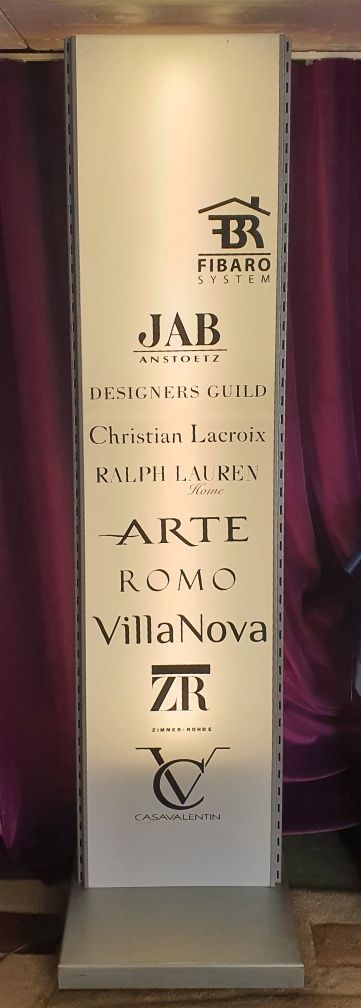 FBR
FIBARO
SYSTEM
JAB
ANSTOETZ
DESIGNERS GUILD
Christian Lacroix
RALPH LAUREN
Home
ARTE
ROMO
VillaNova
ZR
ZIMMER+ROHDE
VC
CASAVALENTIN